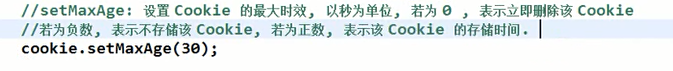 //setMaxAge: 设置 Cookie 的最大时效, 以秒为单位, 若为 0 , 表示立即删除该 Cookie
//若为负数, 表示不存储该 Cookie, 若为正数, 表示该 Cookie 的存储时间.
cookie.setMaxAge(30);